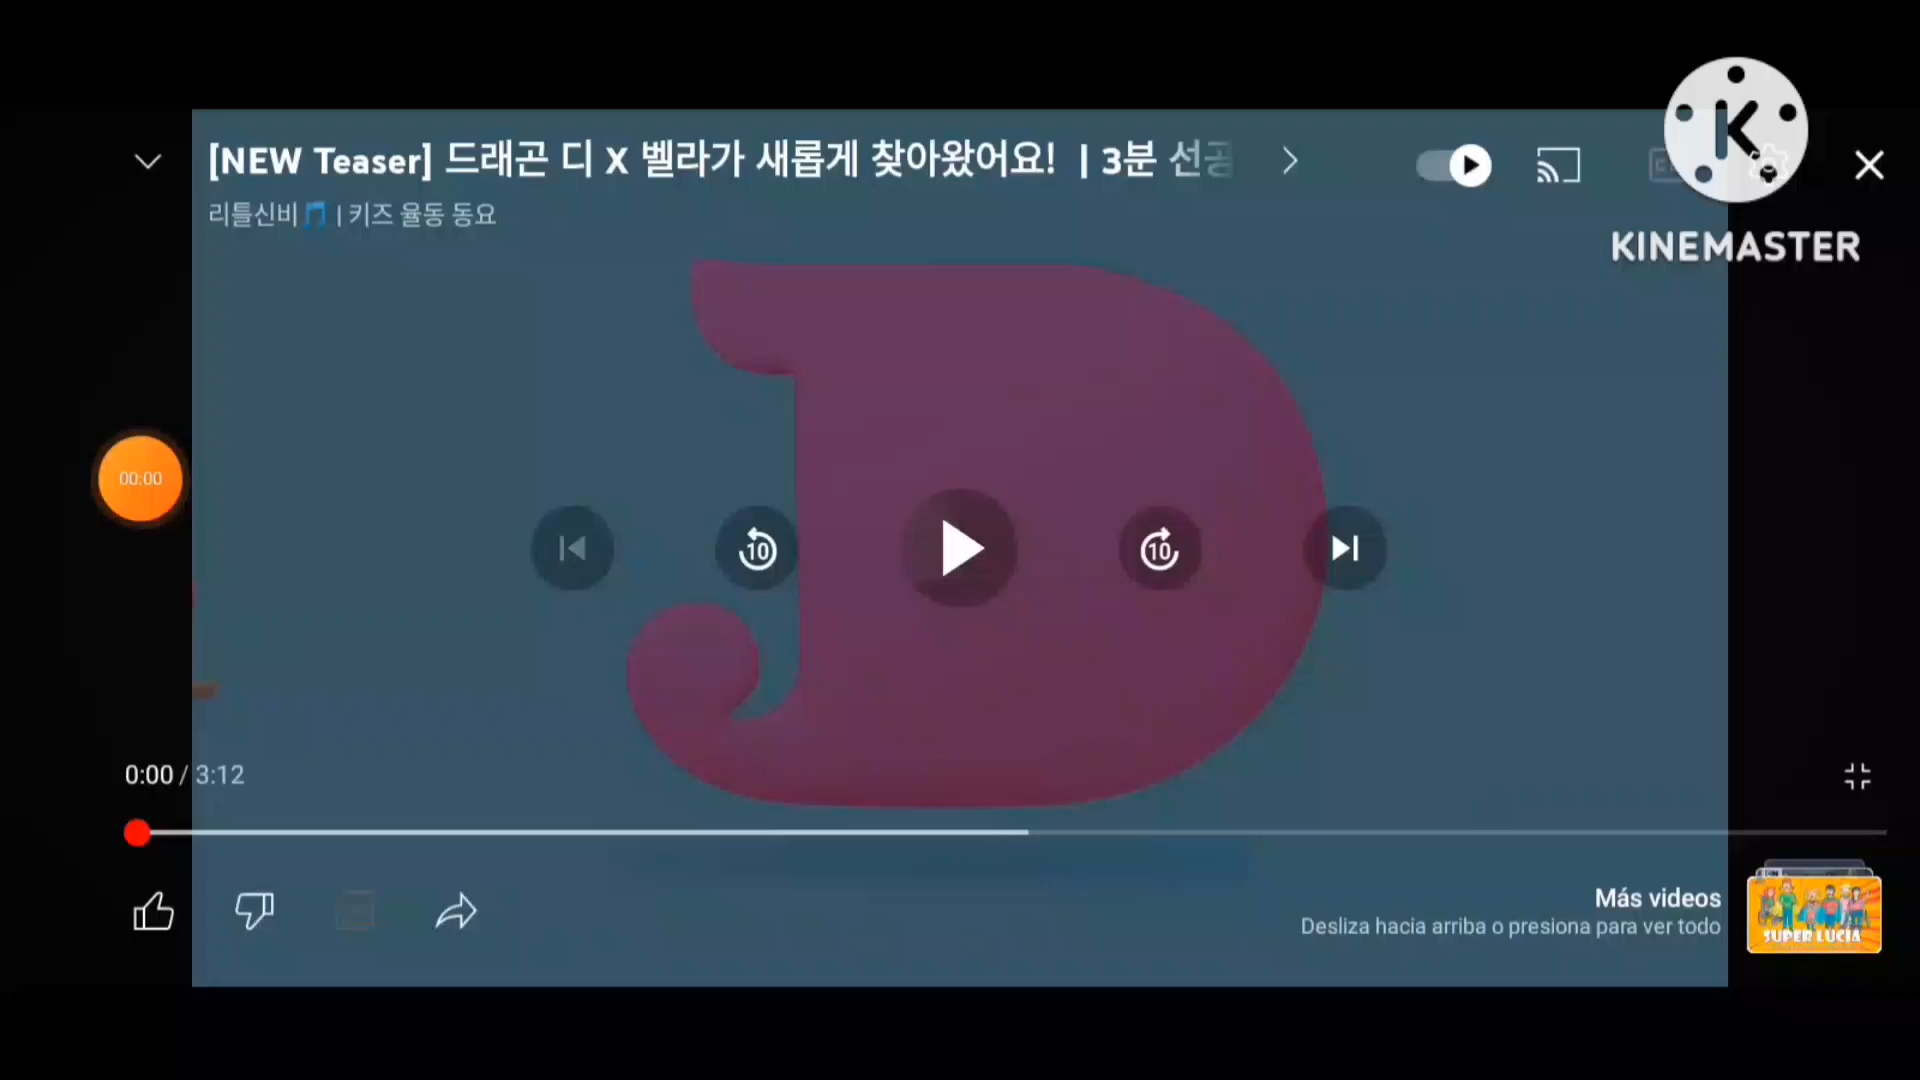 [NEW Teaser] 드래곤 디 X 벨라가 새롭게 찾아왔어요! | 3분 선공
리틀신비🎵 | 키즈 율동 동요
K
KINEMASTER
00:00
D
10
10
0:00 / 3:12
Más videos
Desliza hacia arriba o presiona para ver todo
SUPER LUCIA